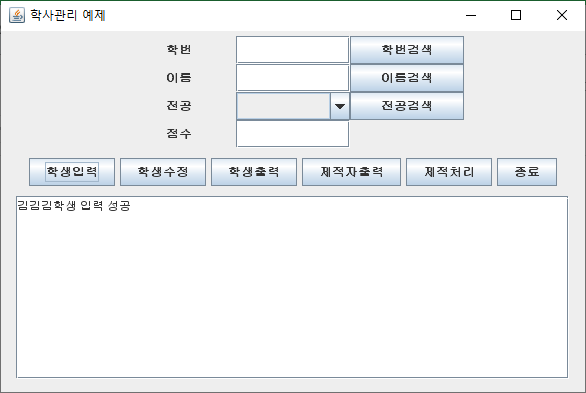 학사관리 예제
학번 학번검색
이름 이름검색
전공 전공검색
점수
학생입력 학생수정 학생출력 제적자출력 제적처리 종료
김김김학생 입력 성공